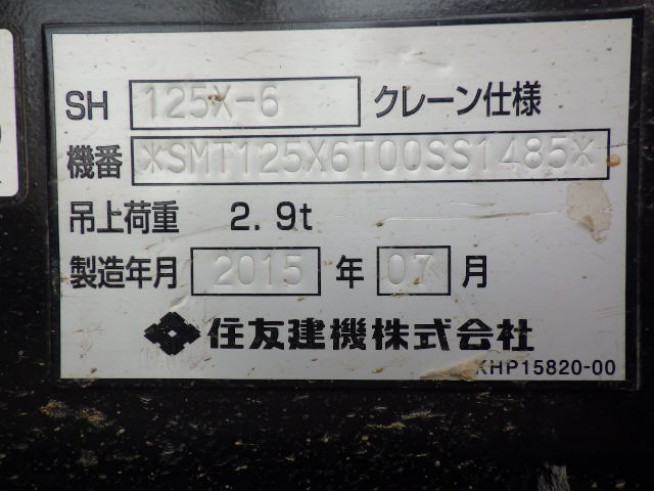 SH 125X-6 クレーン仕様
機番 *SMT125X6T00SS1485*
吊上荷重 2.9t
製造年月 2015 年 07 月
住友建機株式会社
KHP15820-00